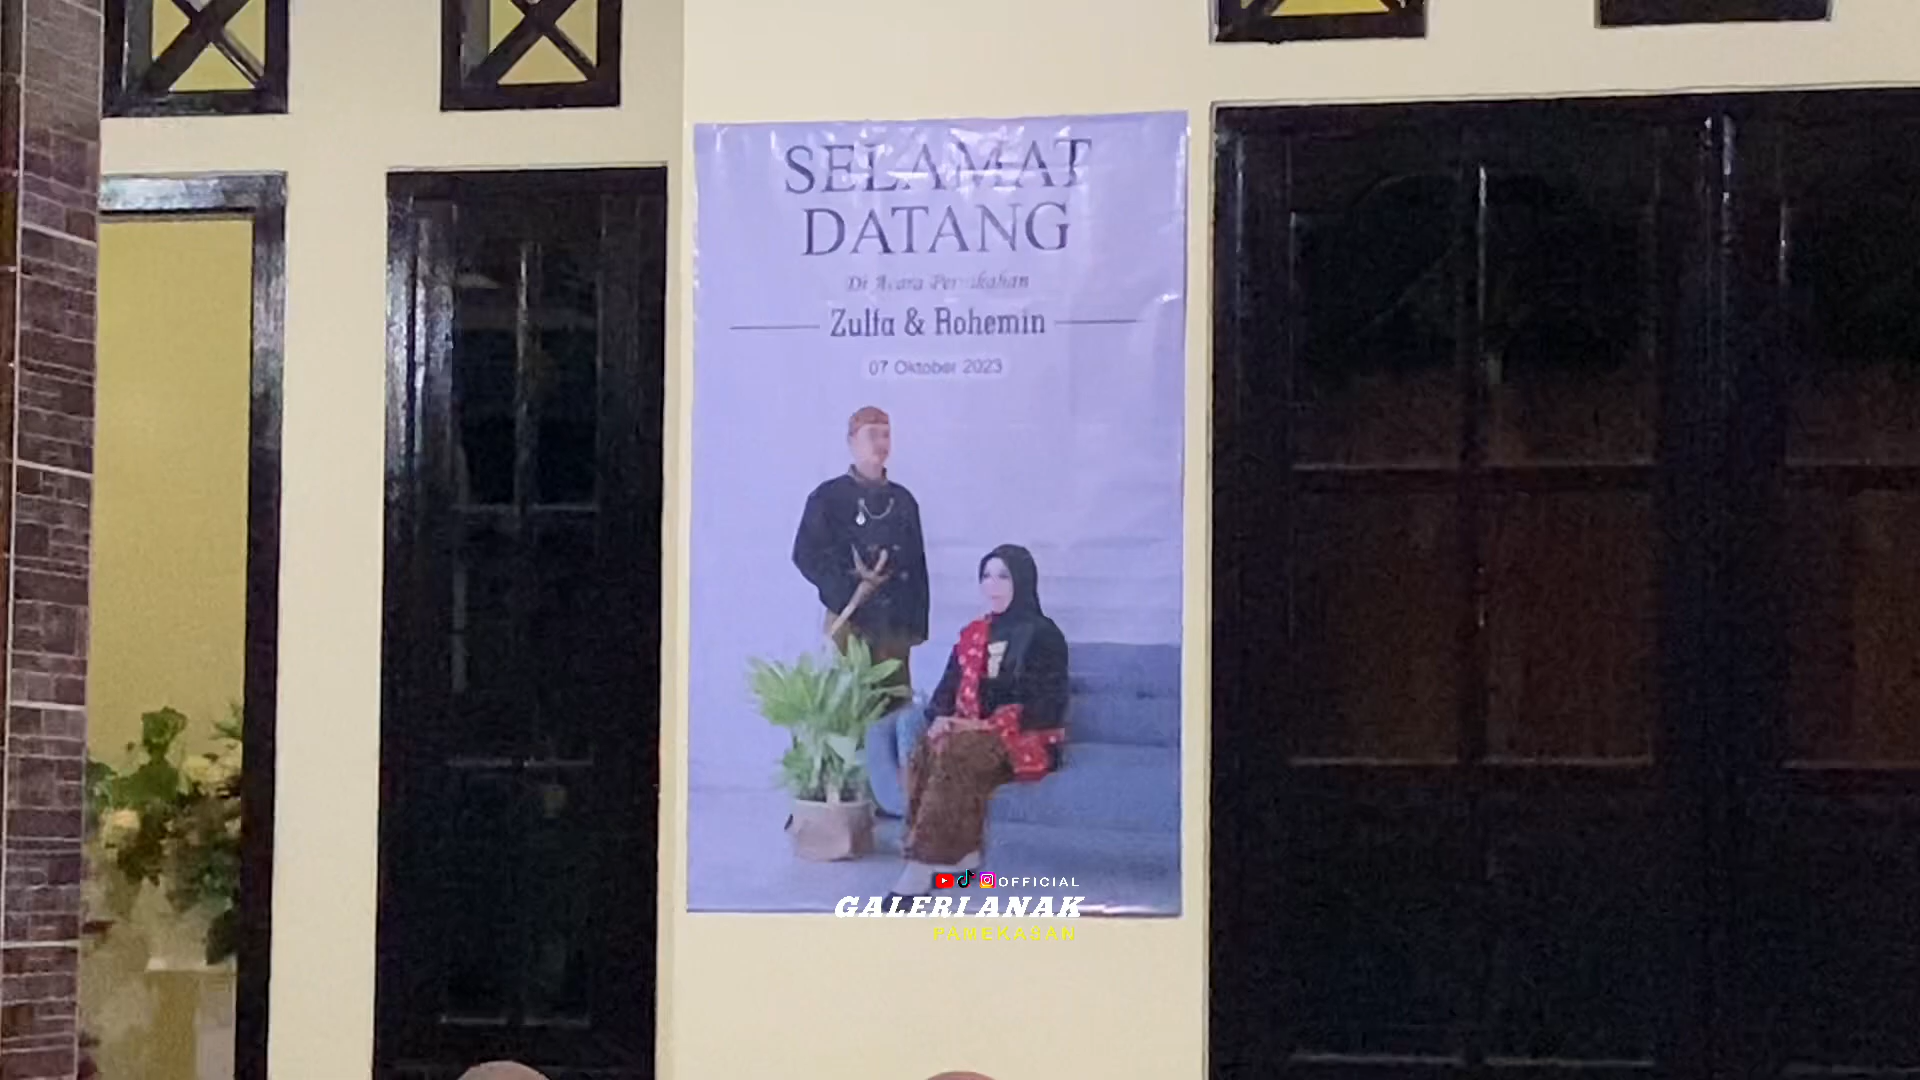 SELAMAT
DATANG
Di Acara Pernikahan
Zulfa & Rohemin
07 Oktober 2023
OFFICIAL
GALERI ANAK
PAMEKASAN